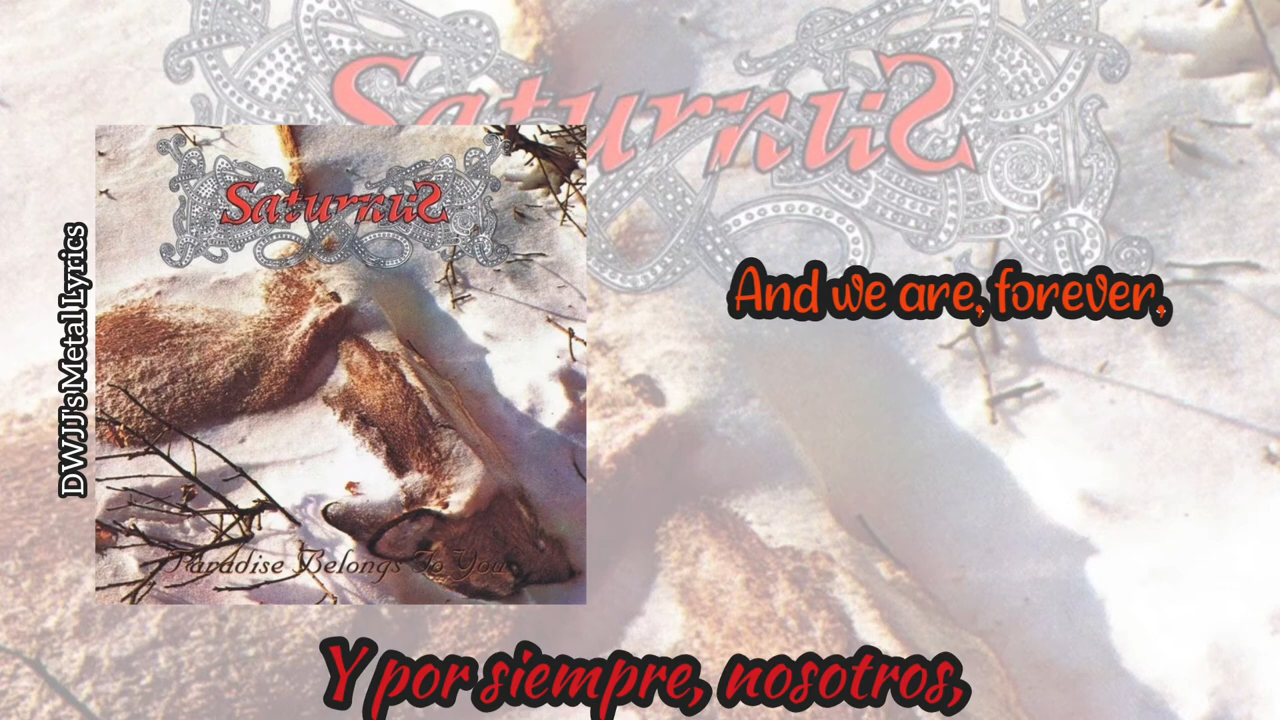 Saturnus
Saturnus
DWJJ's Metal Lyrics
And we are, forever,
Paradise Belongs To You
Y por siempre, nosotros,